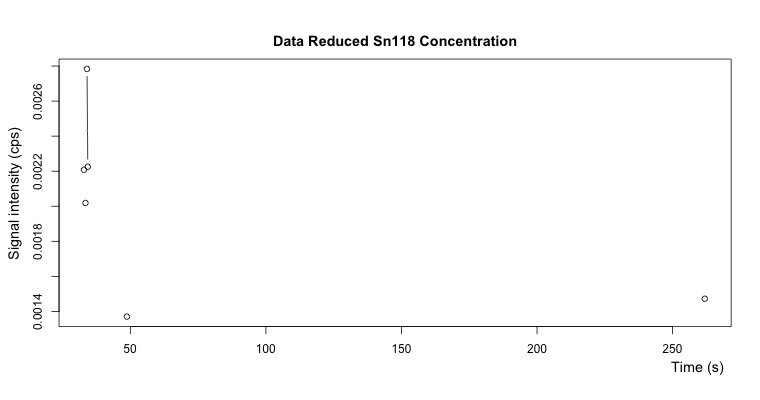 Data Reduced Sn118 Concentration
Signal intensity (cps)
0.0026
0.0022
0.0018
0.0014
50 100 150 200 250
Time (s)